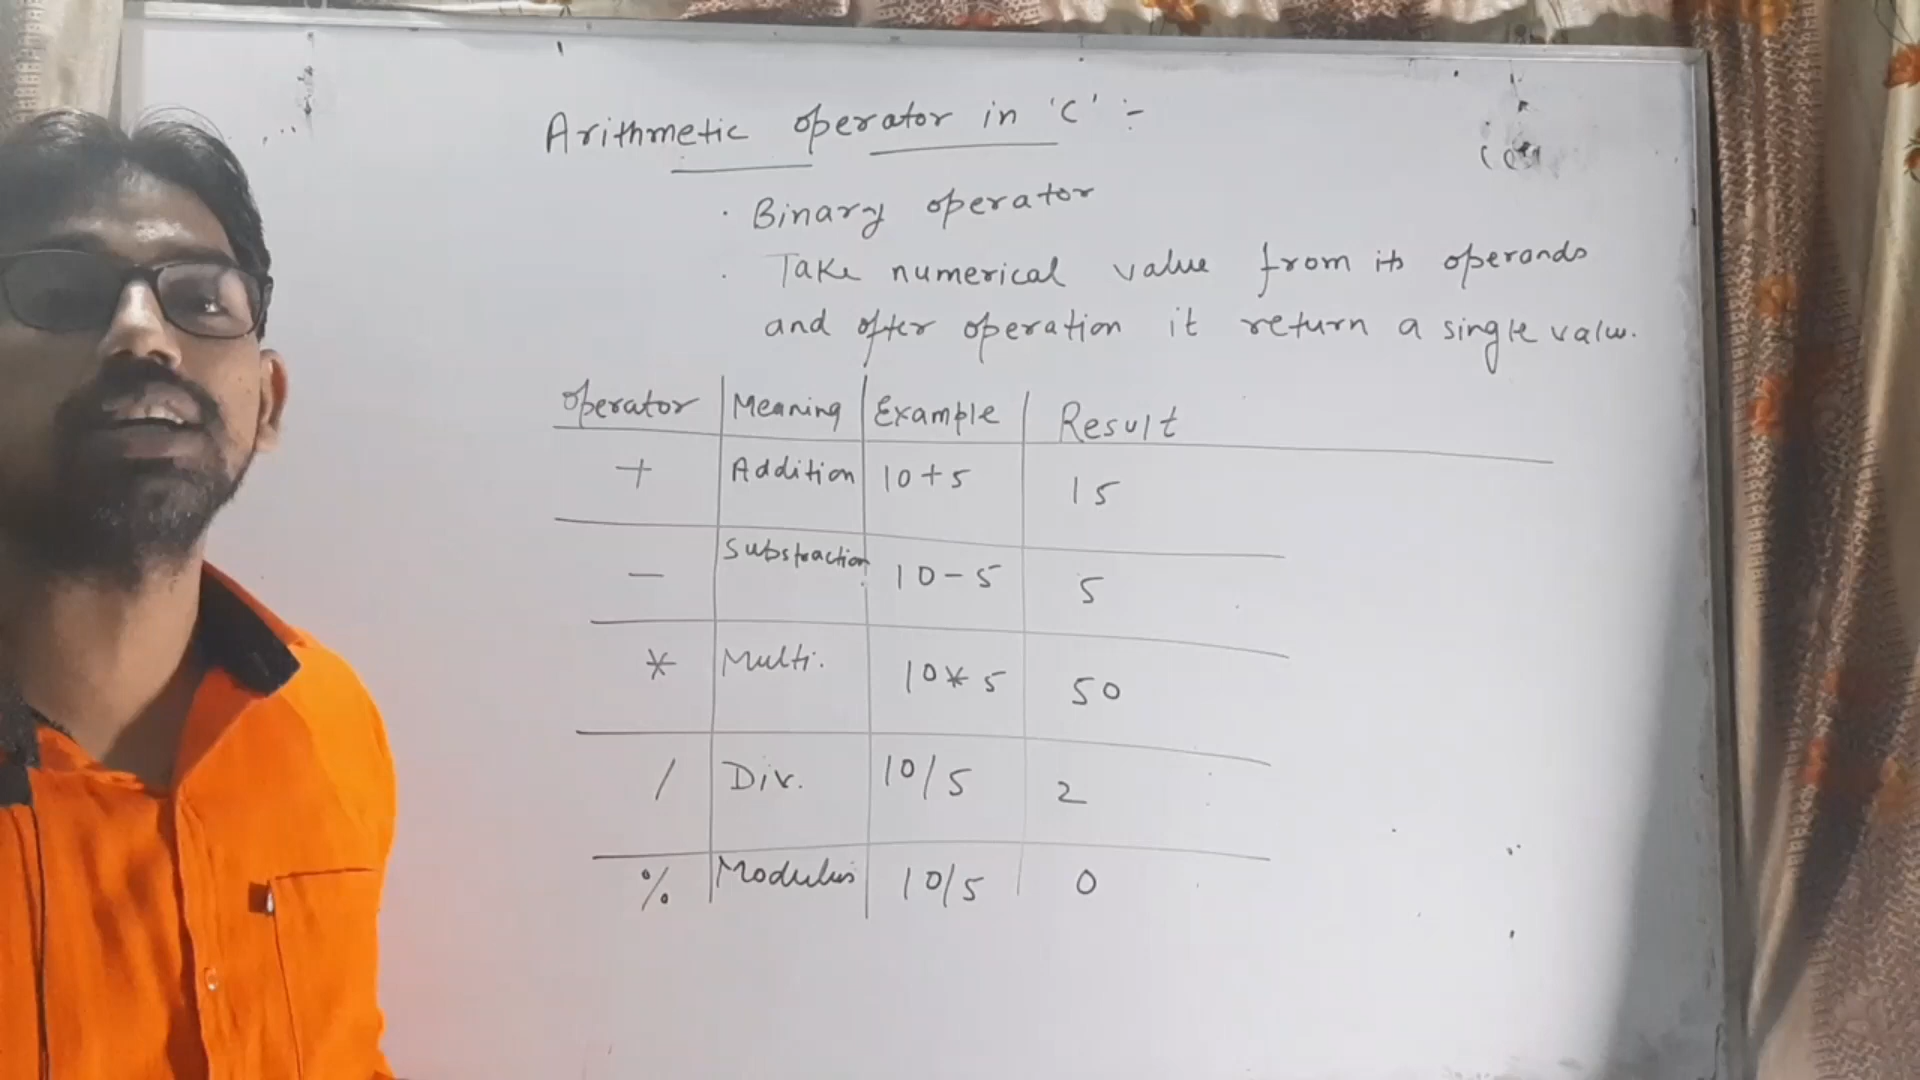 Arithmetic operator in 'C' :-
· Binary operator
· Take numerical value from its operands
and after operation it return a single value.
operator Meaning Example Result
+ Addition 10+5 15
- Substraction 10-5 5
* Multi. 10*5 50
/ Div. 10/5 2
% Modulus 10/5 0